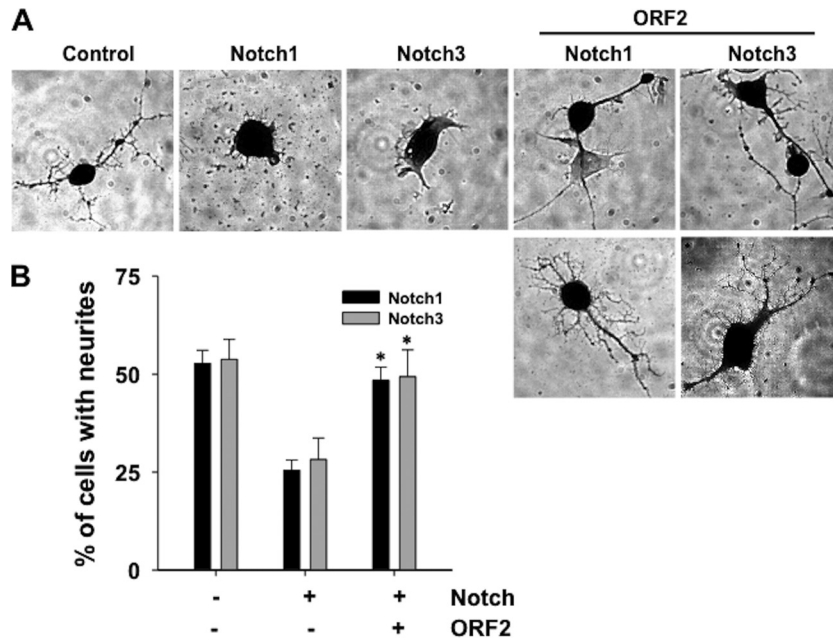 A
ORF2
Control Notch1 Notch3 Notch1 Notch3
B
75
Notch1
Notch3
* *
50
% of cells with neurites
25
0
- + + Notch
- - + ORF2